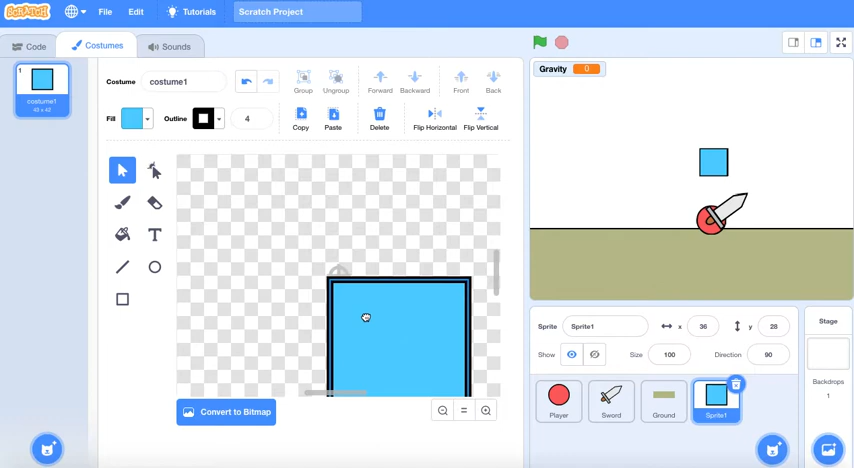 SCRATCH File Edit Tutorials Scratch Project
Code Costumes Sounds
1
costume1
49 x 42
Costume costume1 Group Ungroup Forward Backward Front Back
Fill Outline 4 Copy Paste Delete Flip Horizontal Flip Vertical
Convert to Bitmap
Gravity 0
Sprite Sprite1 x 36 y 28
Show Size 100 Direction 90
Player Sword Ground Sprite1
Stage
Backdrops
1